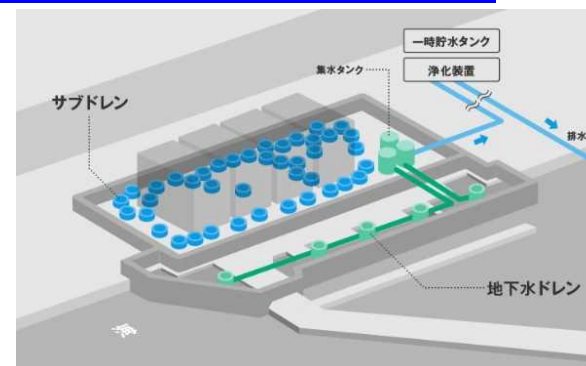 一時貯水タンク
集水タンク
浄化装置
サブドレン
排水
地下水ドレン